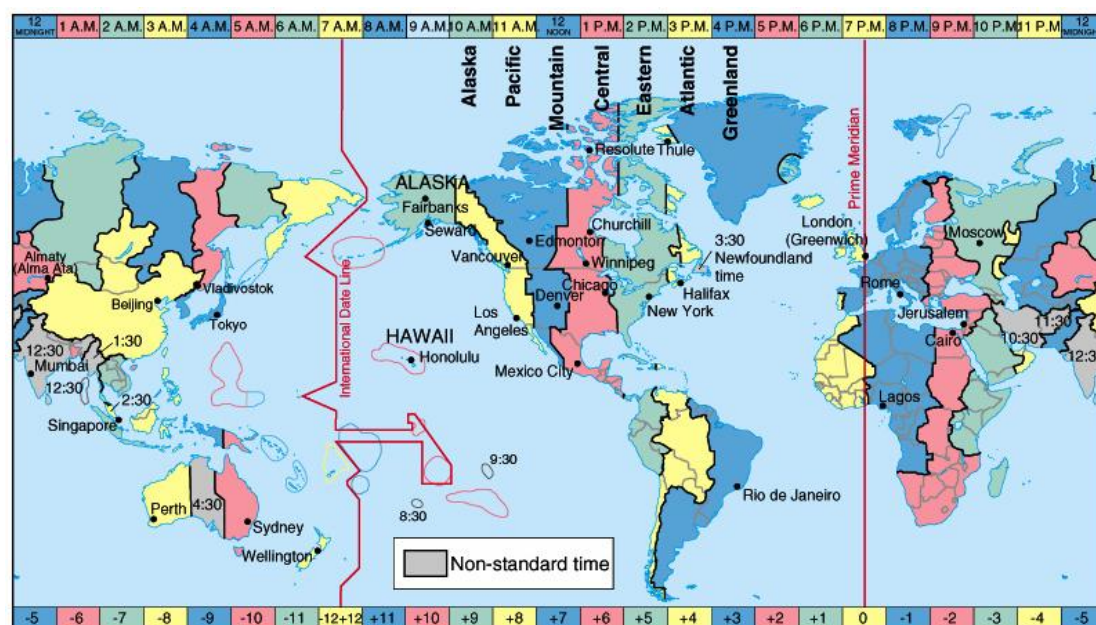 12 MIDNIGHT 1 A.M. 2 A.M. 3 A.M. 4 A.M. 5 A.M. 6 A.M. 7 A.M. 8 A.M. 9 A.M. 10 A.M. 11 A.M. 12 NOON 1 P.M. 2 P.M. 3 P.M. 4 P.M. 5 P.M. 6 P.M. 7 P.M. 8 P.M. 9 P.M. 10 P.M. 11 P.M. 12 MIDNIGHT
Alaska
Pacific
Mountain
Central
Eastern
Atlantic
Greenland
International Date Line
Prime Meridian
Resolute Thule
ALASKA
Fairbanks
Seward
Churchill
London
(Greenwich)
Moscow
Edmonton
3:30
Newfoundland
time
Almaty
(Alma Ata)
Vancouver
Winnipeg
Vladivostok
Beijing
Chicago
Halifax
Rome
Denver
New York
Tokyo
Los
Angeles
Jerusalem
Cairo
11:30
10:30
1:30
12:30
Mumbai
12:30
12:30
HAWAII
Honolulu
Mexico City
2:30
Singapore
Lagos
9:30
8:30
Rio de Janeiro
Perth
4:30
Sydney
Wellington
Non-standard time
-5 -6 -7 -8 -9 -10 -11 -12+12 +11 +10 +9 +8 +7 +6 +5 +4 +3 +2 +1 0 -1 -2 -3 -4 -5